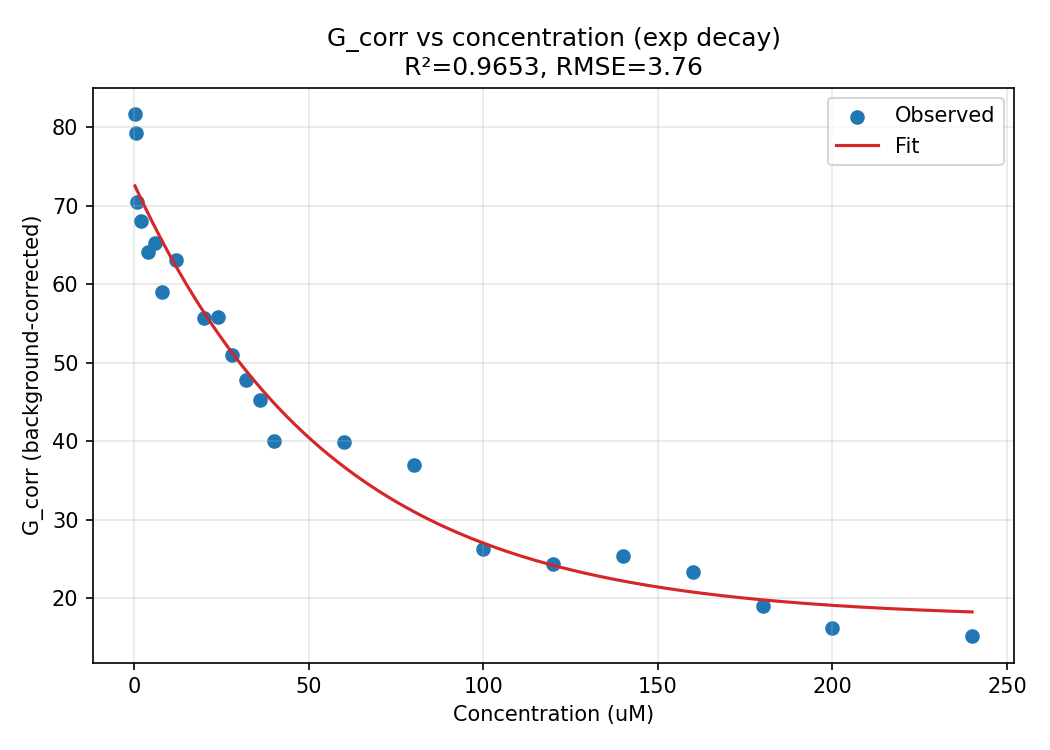 G_corr vs concentration (exp decay)
R²=0.9653, RMSE=3.76
Observed
Fit
G_corr (background-corrected)
80
70
60
50
40
30
20
0 50 100 150 200 250
Concentration (uM)